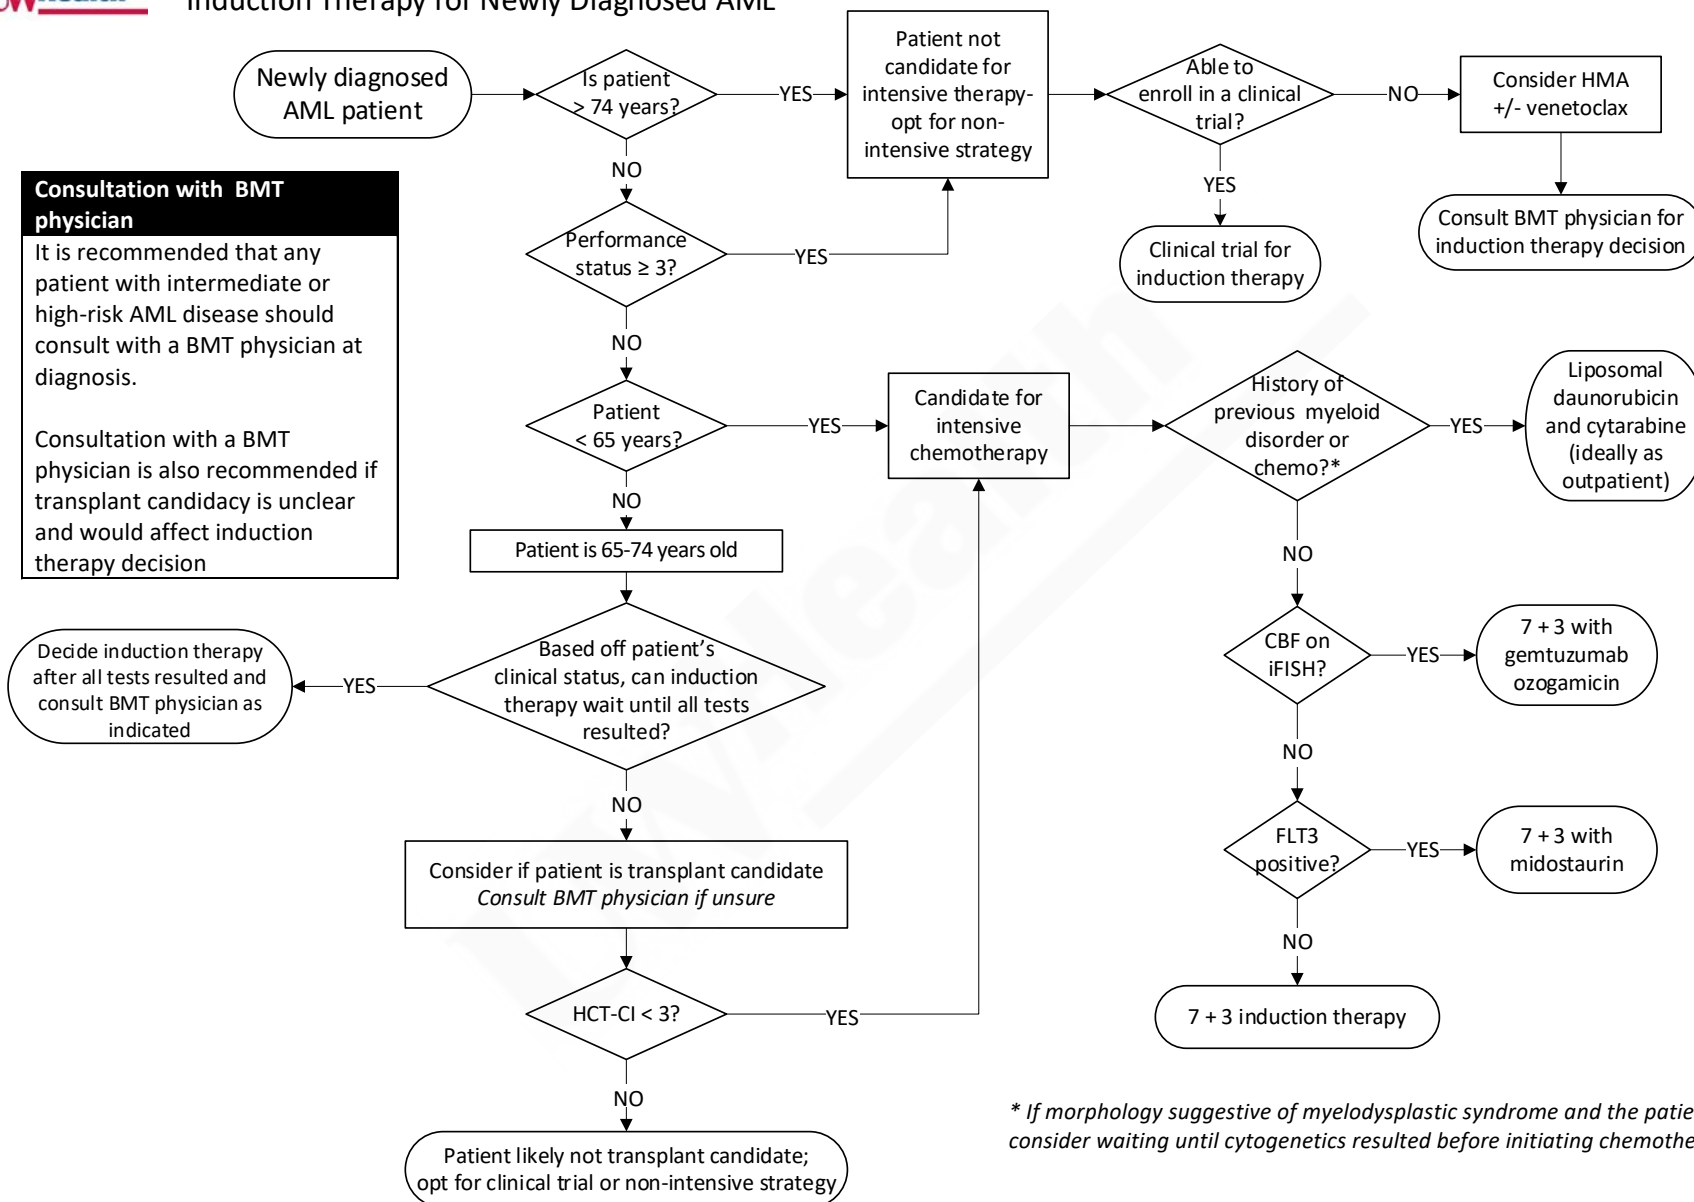 Induction Therapy for Newly Diagnosed AML
Newly diagnosed
AML patient
Is patient
> 74 years?
YES
Patient not
candidate for
intensive therapy-
opt for non-
intensive strategy
Able to
enroll in a clinical
trial?
NO
Consider HMA
+/- venetoclax
NO
YES
Consultation with BMT
physician
It is recommended that any
patient with intermediate or
high-risk AML disease should
consult with a BMT physician at
diagnosis.
Consultation with a BMT
physician is also recommended if
transplant candidacy is unclear
and would affect induction
therapy decision
Performance
status ≥ 3?
YES
Clinical trial for
induction therapy
Consult BMT physician for
induction therapy decision
NO
Patient
< 65 years?
YES
Candidate for
intensive
chemotherapy
History of
previous myeloid
disorder or
chemo?*
YES
Liposomal
daunorubicin
and cytarabine
(ideally as
outpatient)
NO
Patient is 65-74 years old
NO
Decide induction therapy
after all tests resulted and
consult BMT physician as
indicated
YES
Based off patient's
clinical status, can induction
therapy wait until all tests
resulted?
CBF on
iFISH?
YES
7 + 3 with
gemtuzumab
ozogamicin
NO
NO
Consider if patient is transplant candidate
Consult BMT physician if unsure
FLT3
positive?
YES
7 + 3 with
midostaurin
NO
HCT-CI < 3?
YES
7 + 3 induction therapy
NO
Patient likely not transplant candidate;
opt for clinical trial or non-intensive strategy
* If morphology suggestive of myelodysplastic syndrome and the
consider waiting until cytogenetics resulted before initiating
UWHealth